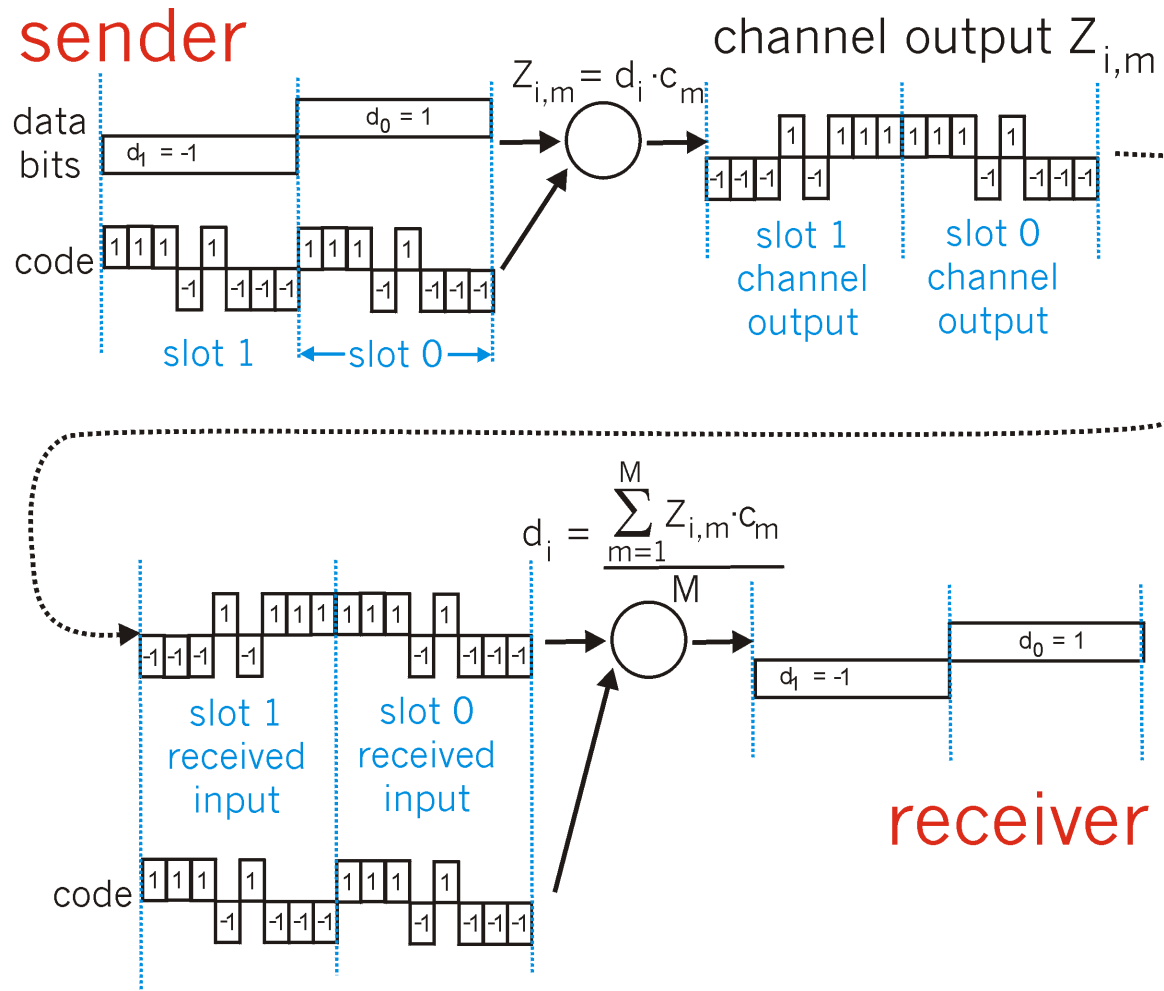 sender
channel output Z i,m
Z i,m = d i ·c m
data bits
d0 = 1
d1 = -1
1 1 1 1 1 1 1 1
-1 -1 -1 -1 -1 -1 -1 -1
code
1 1 1 -1 1 -1 -1 -1 1 1 1 -1 1 -1 -1 -1
slot 1
slot 0
slot 1
channel
output
slot 0
channel
output
M
d i = Σ Z i,m ·c m
m=1
M
1 1 1 1 1 1 1 1
-1 -1 -1 -1 -1 -1 -1 -1
d0 = 1
d1 = -1
slot 1
received
input
slot 0
received
input
receiver
code
1 1 1 -1 1 -1 -1 -1 1 1 1 -1 1 -1 -1 -1